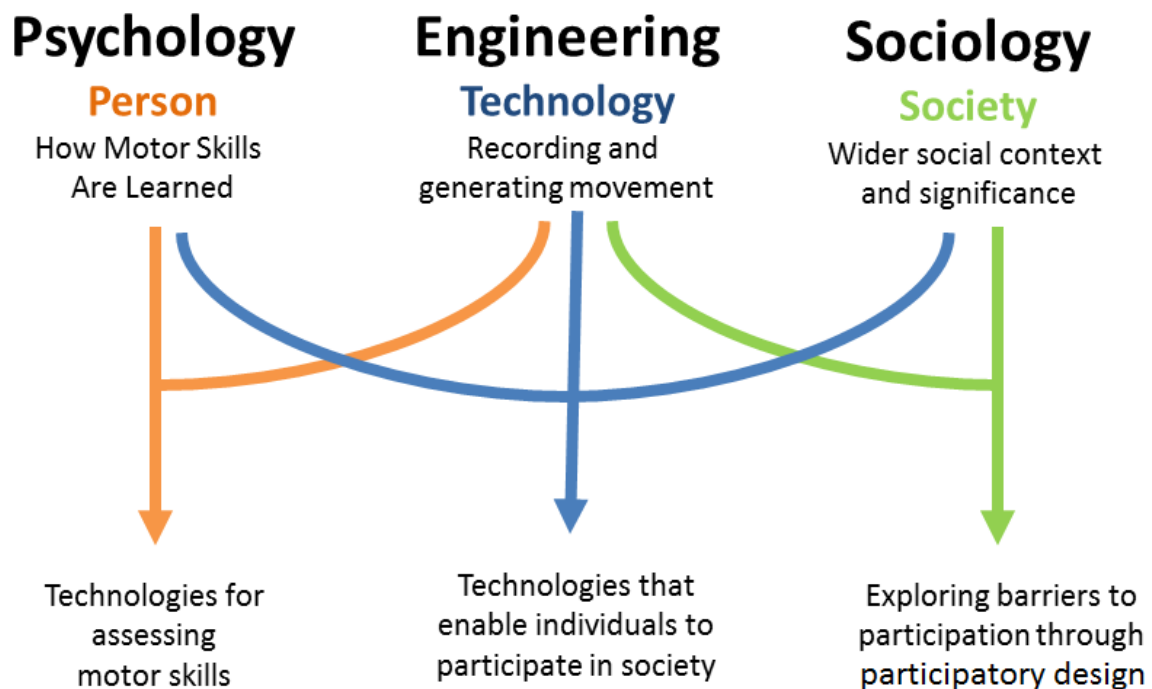 Psychology
Person
How Motor Skills
Are Learned
Engineering
Technology
Recording and
generating movement
Sociology
Society
Wider social context
and significance
Technologies for
assessing
motor skills
Technologies that
enable individuals to
participate in society
Exploring barriers to
participation through
participatory design